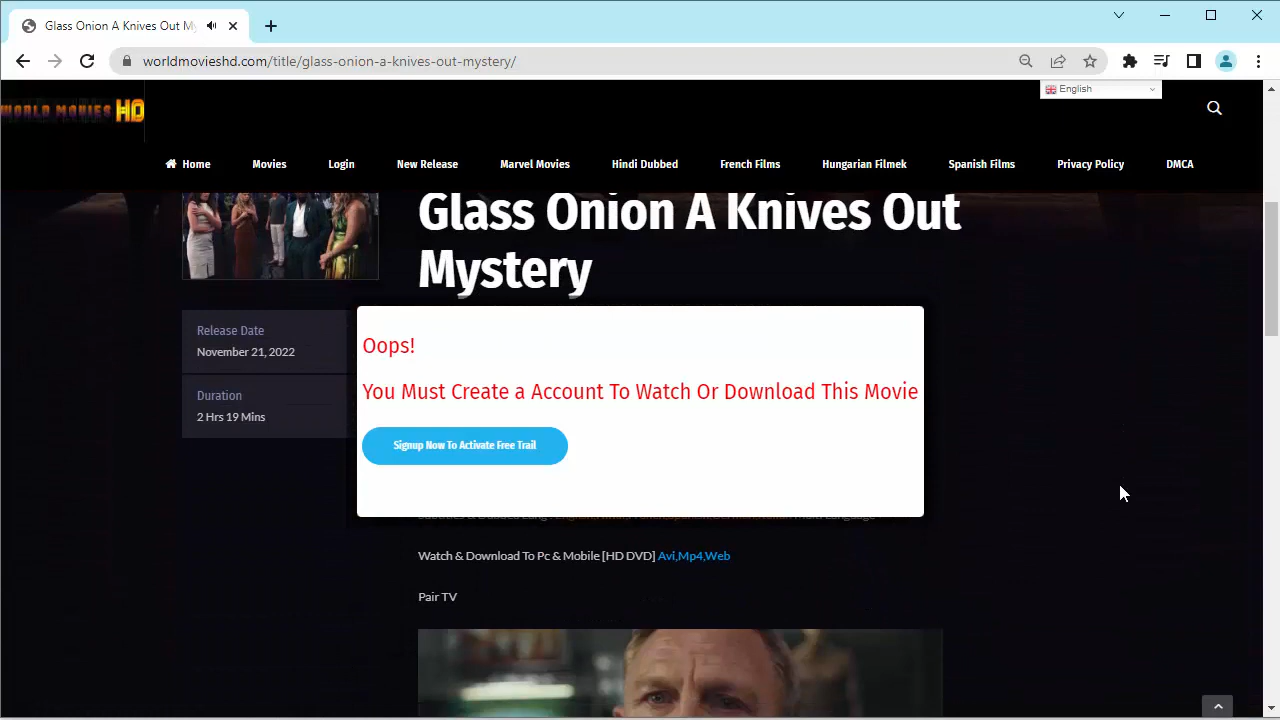 Glass Onion A Knives Out My
worldmovieshd.com/title/glass-onion-a-knives-out-mystery/
WORLD MOVIES HD
English
Home Movies Login New Release Marvel Movies Hindi Dubbed French Films Hungarian Filmek Spanish Films Privacy Policy DMCA
Glass Onion A Knives Out
Mystery
Release Date
November 21, 2022
Duration
2 Hrs 19 Mins
Oops!
You Must Create a Account To Watch Or Download This Movie
Signup Now To Activate Free Trail
Watch & Download To Pc & Mobile [HD DVD] Avi,Mp4,Web
Pair TV